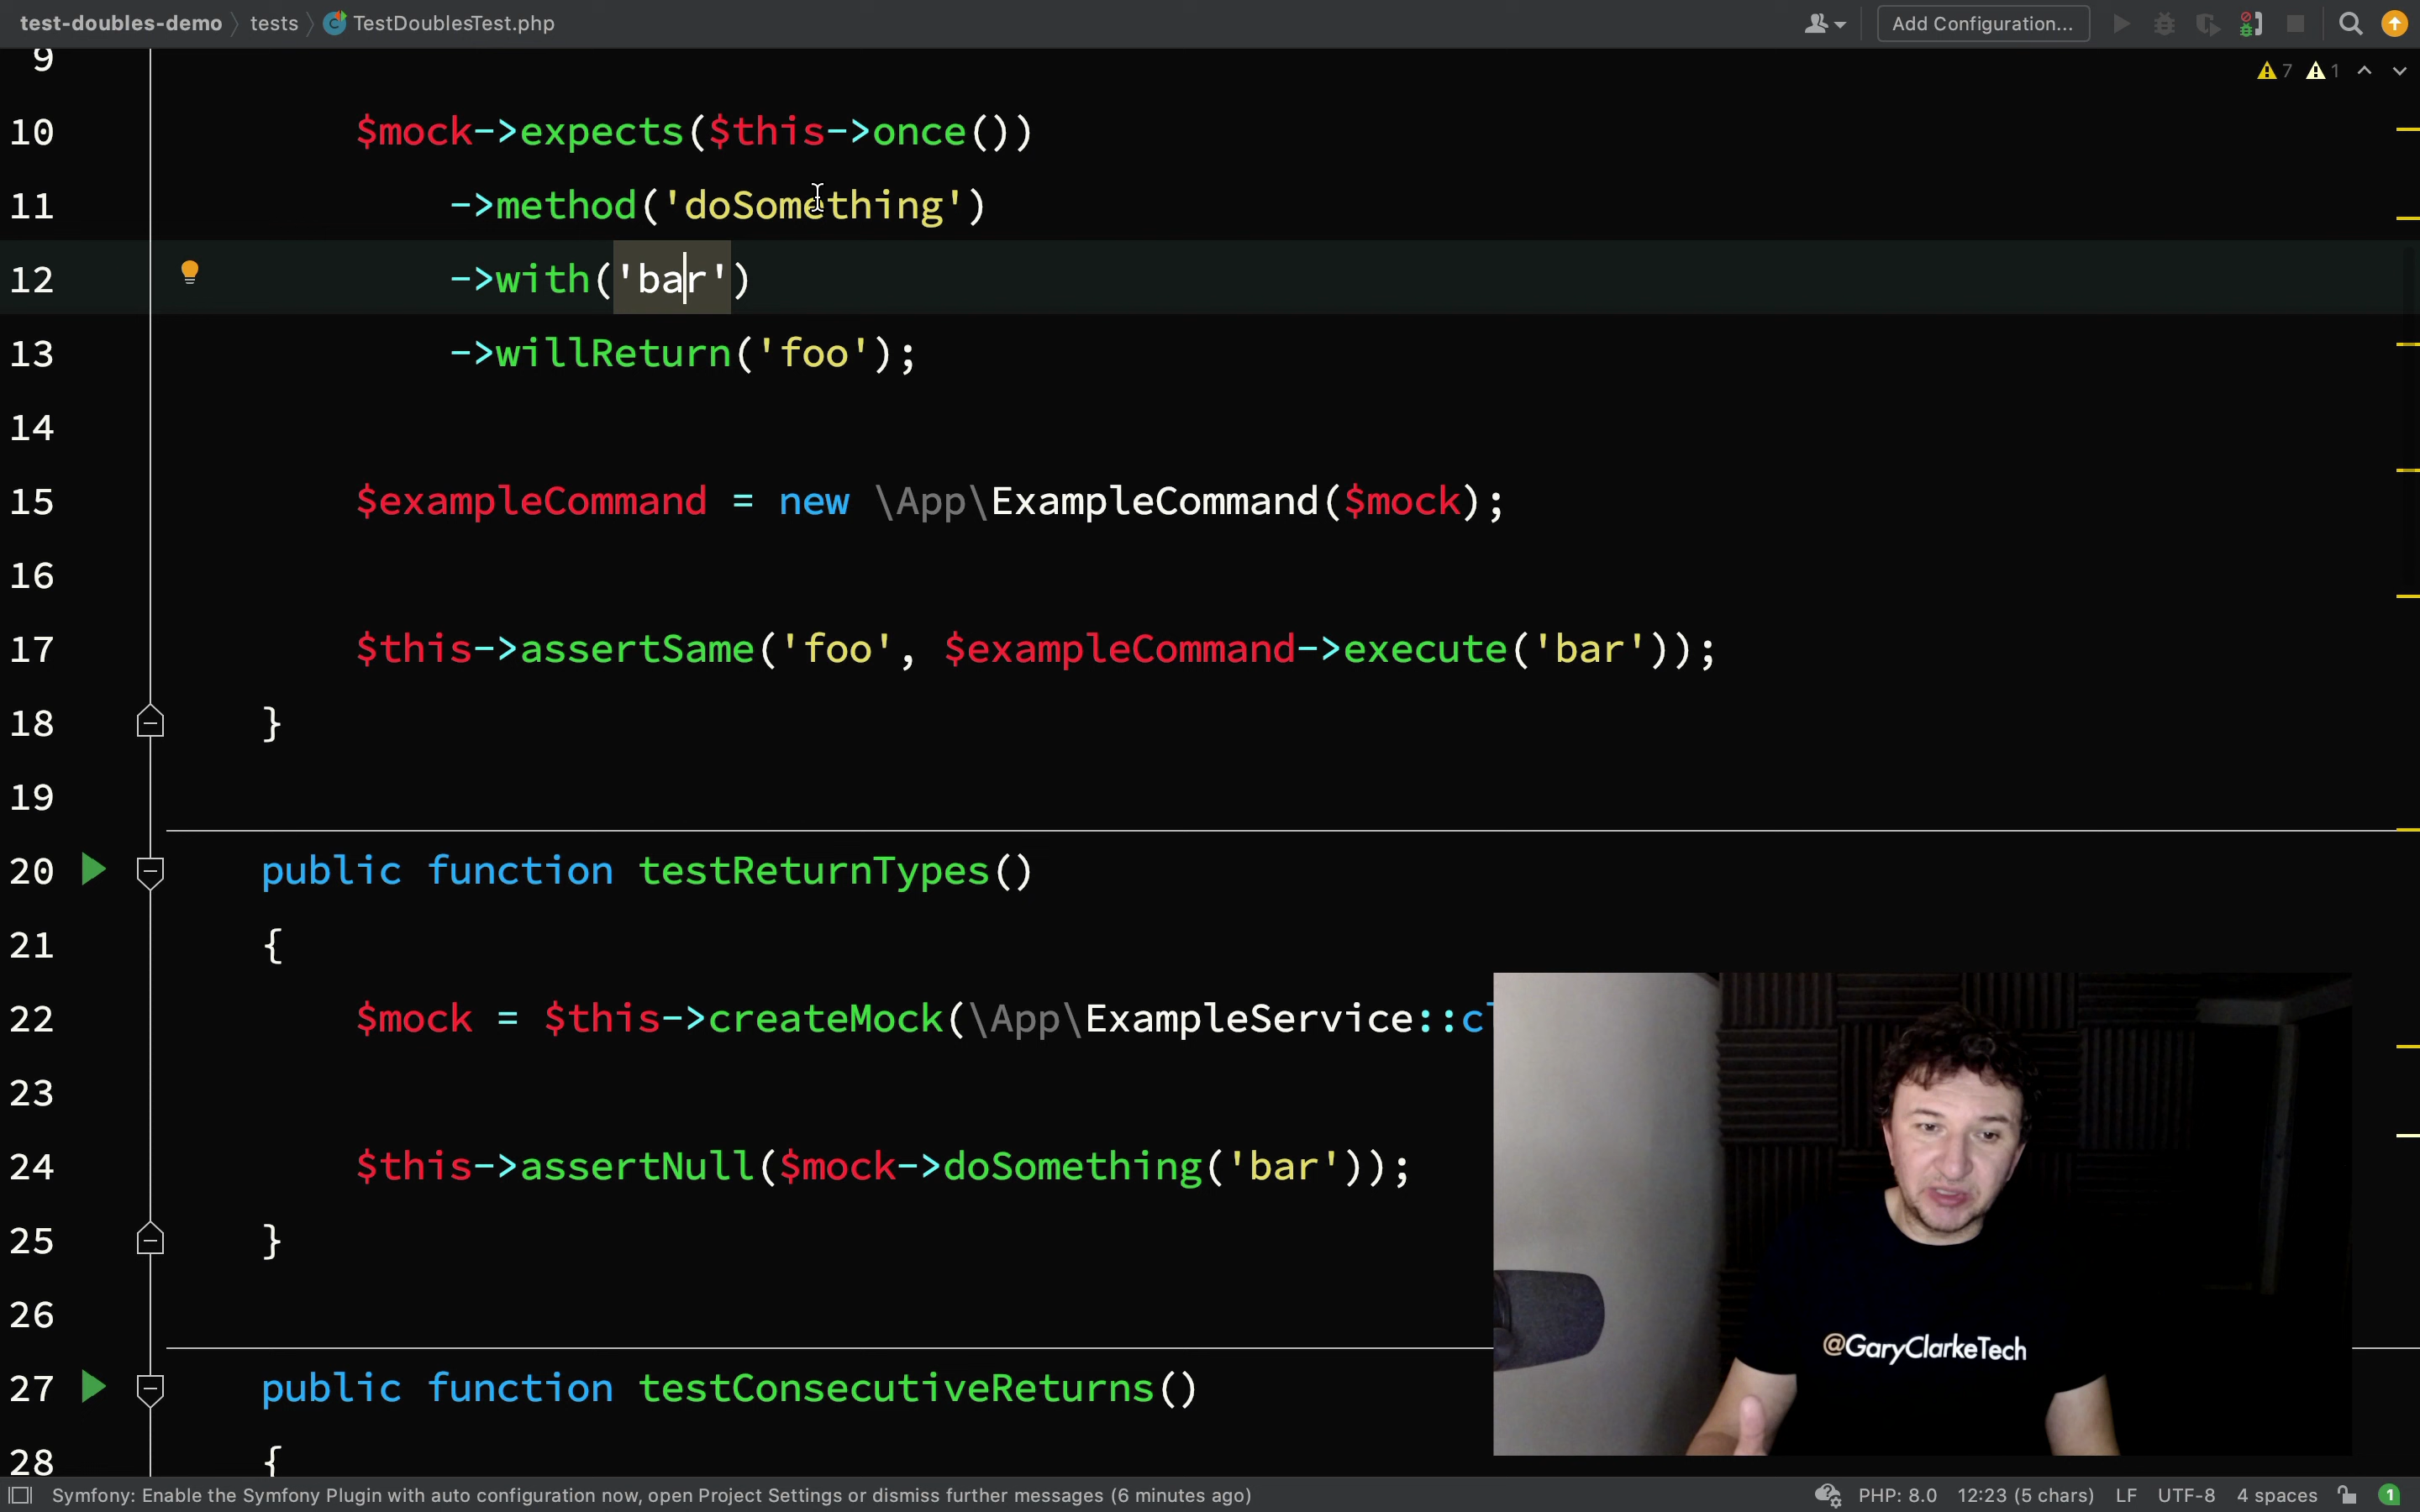 test-doubles-demo tests TestDoublesTest.php Add Configuration...
7 1
9
10 $mock->expects($this->once())
11 ->method('doSomething')
12 ->with('bar')
13 ->willReturn('foo');
14
15 $exampleCommand = new \App\ExampleCommand($mock);
16
17 $this->assertSame('foo', $exampleCommand->execute('bar'));
18 }
19
20 public function testReturnTypes()
21 {
22 $mock = $this->createMock(\App\ExampleService::cl
23
24 $this->assertNull($mock->doSomething('bar'));
25 }
26
27 public function testConsecutiveReturns()
28 {
@GaryClarkeTech
Symfony: Enable the Symfony Plugin with auto configuration now, open Project Settings or dismiss further messages (6 minutes ago) PHP: 8.0 12:23 (5 chars) LF UTF-8 4 spaces 1